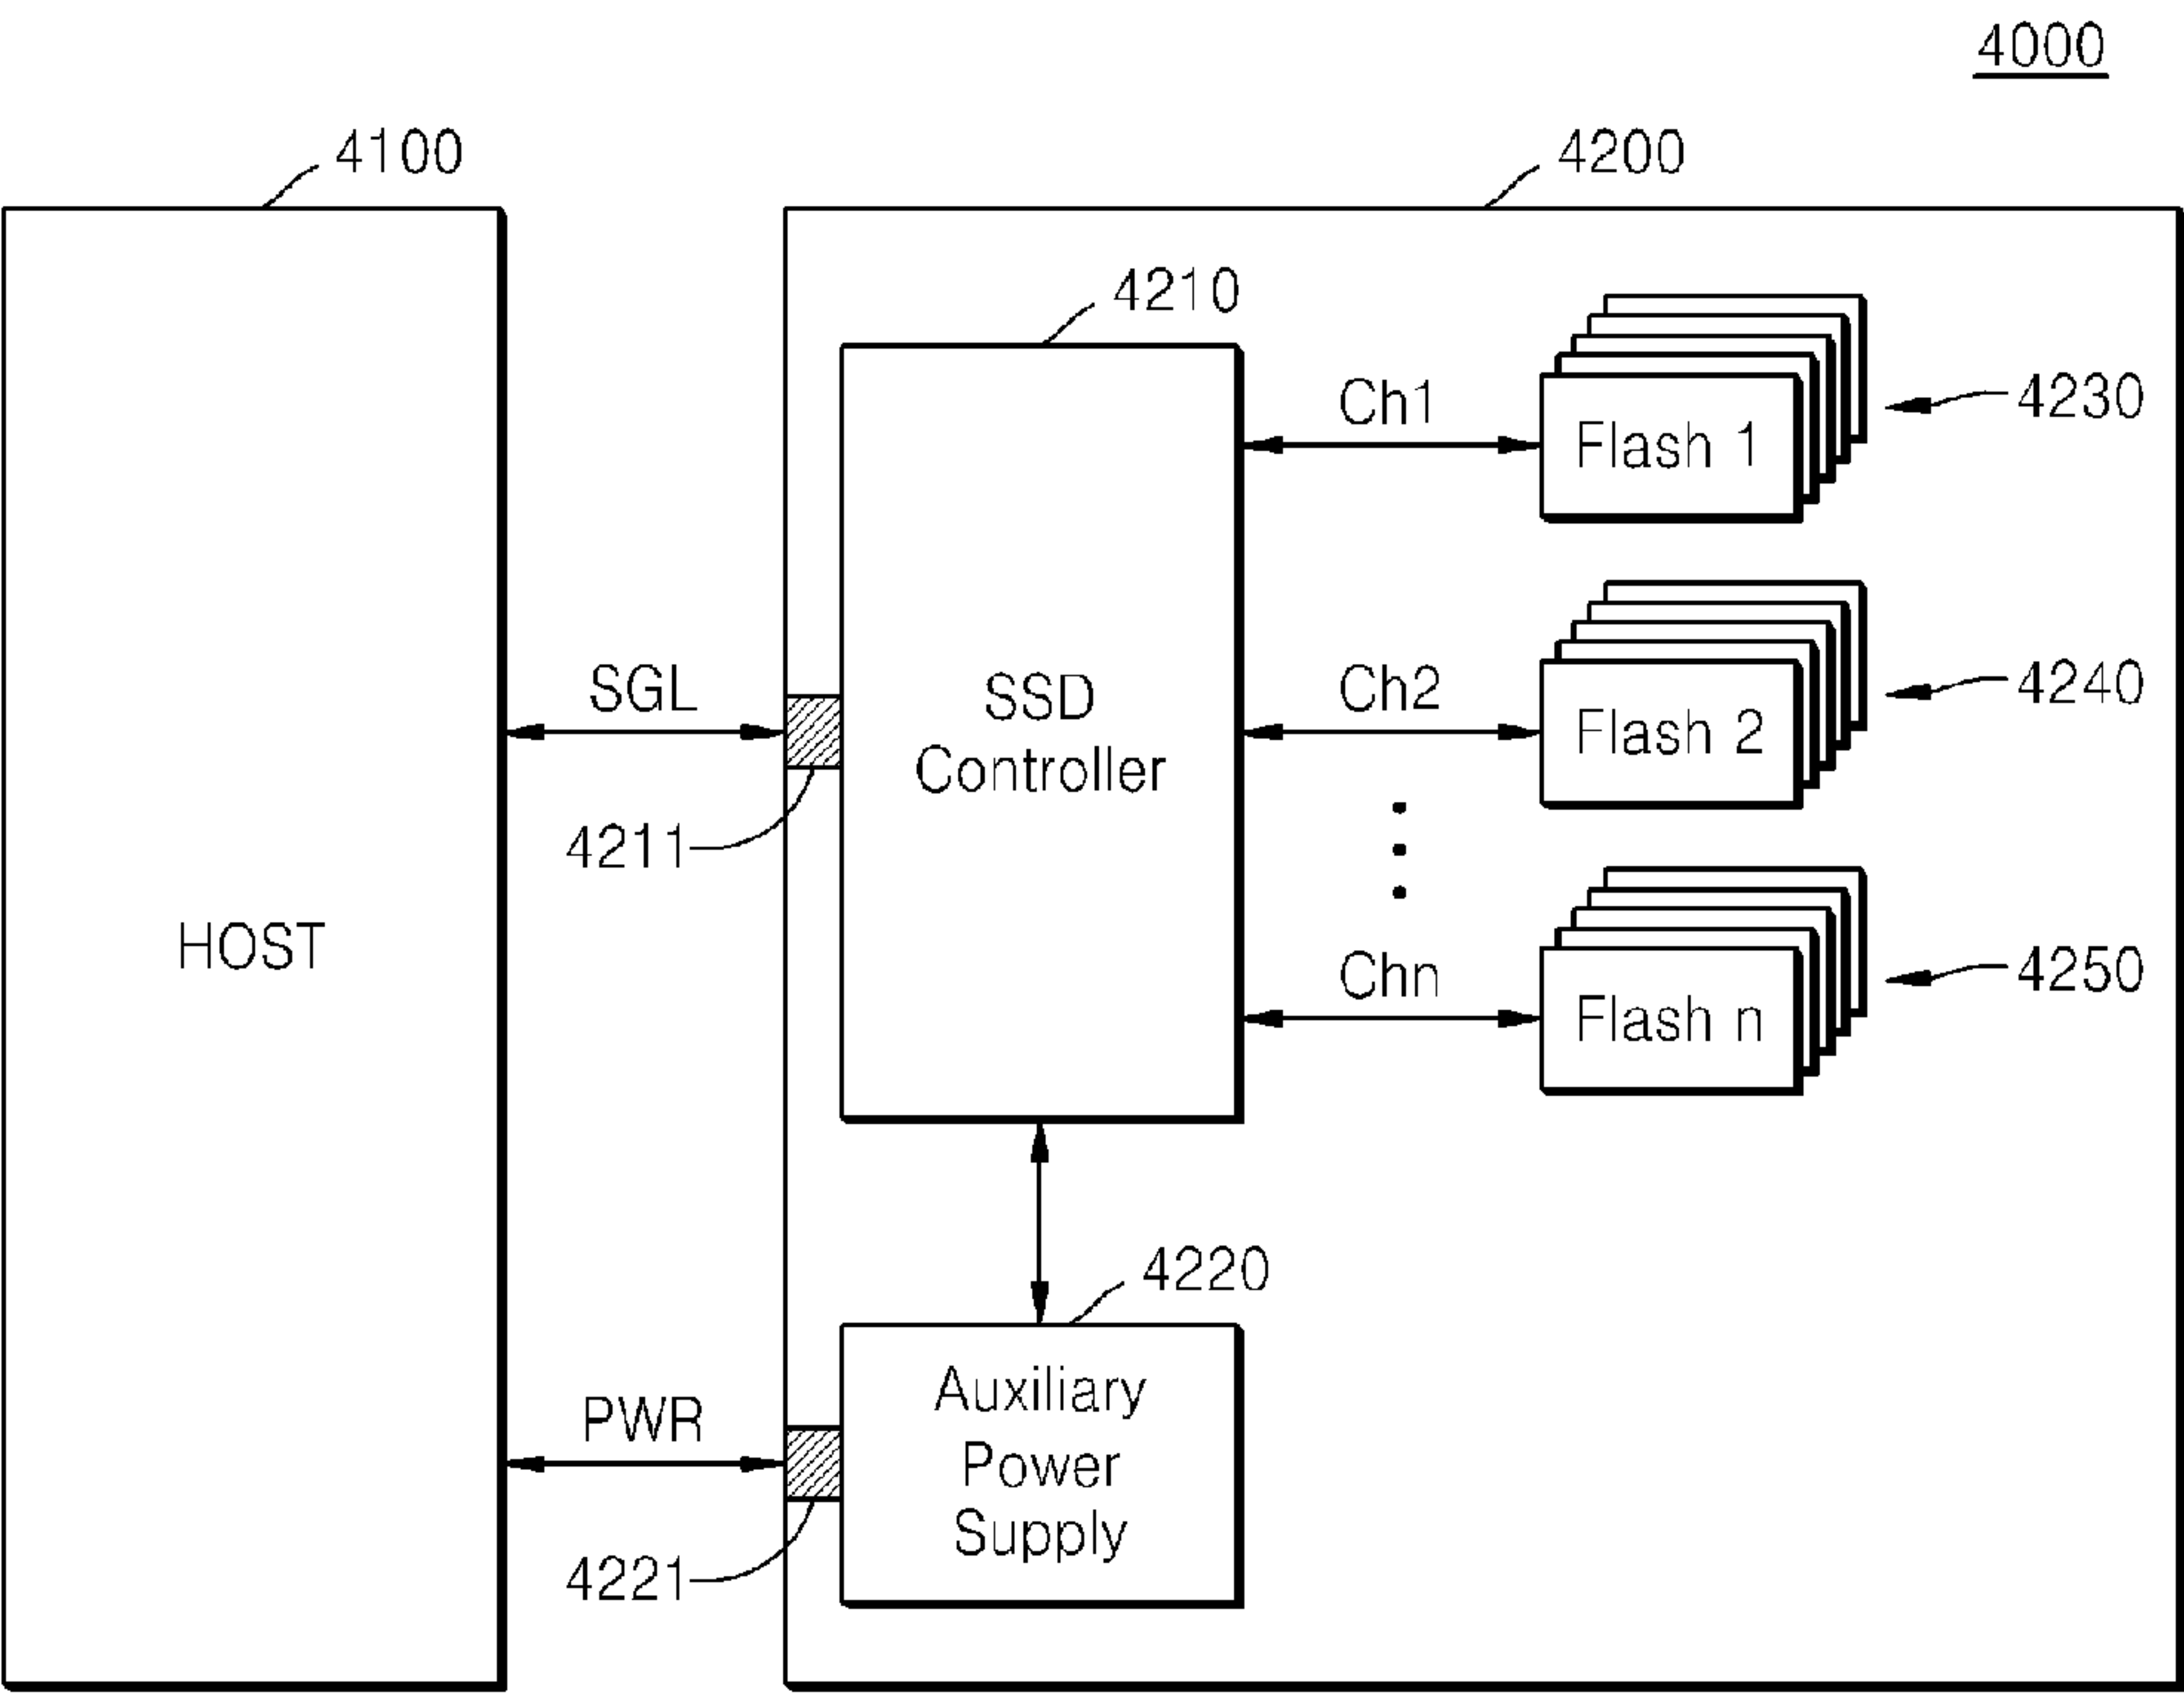 4000
4100
4200
4210
Ch1
Flash 1
4230
SGL
SSD
Controller
Ch2
Flash 2
4240
4211
HOST
Chn
Flash n
4250
4220
PWR
Auxiliary
Power
Supply
4221